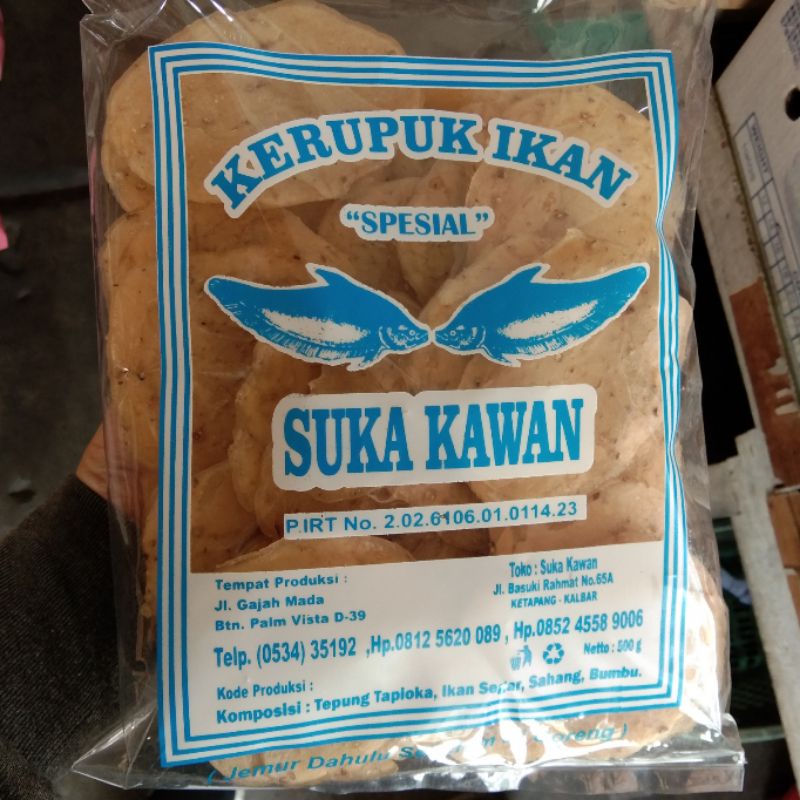 KERUPUK IKAN
"SPESIAL"
SUKA KAWAN
P.IRT No. 2.02.6106.01.0114.23
Tempat Produksi :
Jl. Gajah Mada
Btn. Palm Vista D-39
Toko : Suka Kawan
Jl. Basuki Rahmat No.65A
KETAPANG - KALBAR
Telp. (0534) 35192 ,Hp.0812 5620 089 , Hp.0852 4558 9006
Netto : 500 g
Kode Produksi :
Komposisi : Tepung Tapioka, Ikan Segar, Sahang, Bumbu.
( Jemur Dahulu Goreng )